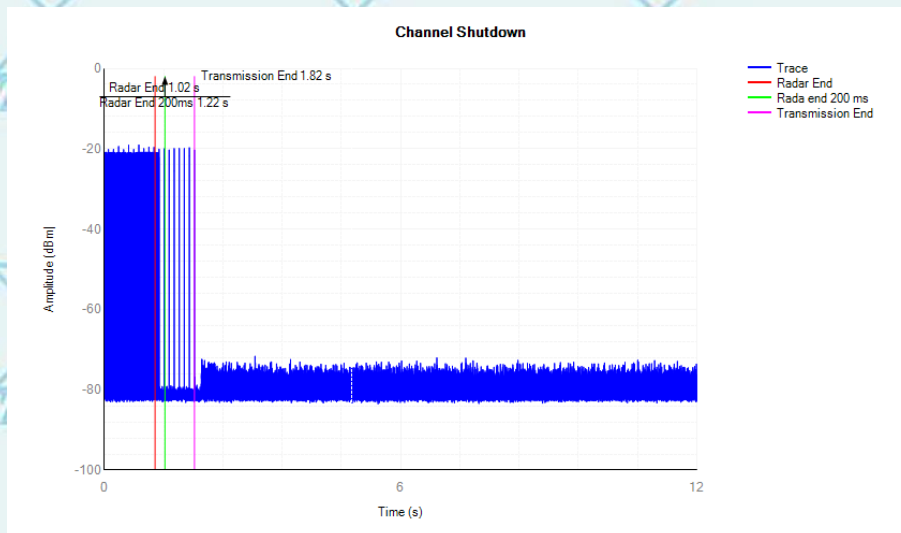 Channel Shutdown
0
Transmission End 1.82 s
Radar End 1.02 s
Radar End 200ms 1.22 s
-20
-40
-60
-80
-100
Amplitude (dBm|
0
6
12
Time (s)
Trace
Radar End
Rada end 200 ms
Transmission End